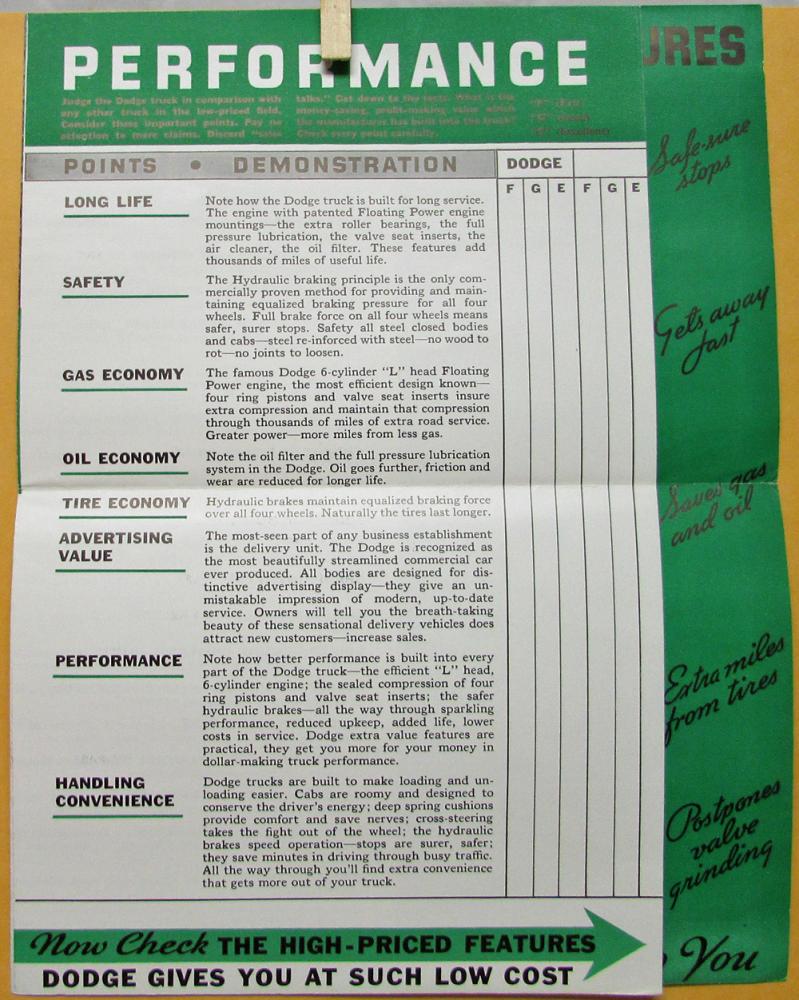 PERFORMANCE
Judge the Dodge truck in comparison with
any other truck in the low-priced field.
Consider these important points. Pay no
attention to mere claims. Discard "sales
talks." Get down to the facts. What is the
money-saving, profit-making value which
the manufacturer has built into the truck?
Check every point carefully.
"F" (Fair)
"G" (Good)
"E" (Excellent)
POINTS • DEMONSTRATION
DODGE
F G E F G E
LONG LIFE
Note how the Dodge truck is built for long service.
The engine with patented Floating Power engine
mountings—the extra roller bearings, the full
pressure lubrication, the valve seat inserts, the
air cleaner, the oil filter. These features add
thousands of miles of useful life.
SAFETY
The Hydraulic braking principle is the only com-
mercially proven method for providing and main-
taining equalized braking pressure for all four
wheels. Full brake force on all four wheels means
safer, surer stops. Safety all steel closed bodies
and cabs—steel re-inforced with steel—no wood to
rot—no joints to loosen.
GAS ECONOMY
The famous Dodge 6-cylinder "L" head Floating
Power engine, the most efficient design known—
four ring pistons and valve seat inserts insure
extra compression and maintain that compression
through thousands of miles of extra road service.
Greater power—more miles from less gas.
OIL ECONOMY
Note the oil filter and the full pressure lubrication
system in the Dodge. Oil goes further, friction and
wear are reduced for longer life.
TIRE ECONOMY
Hydraulic brakes maintain equalized braking force
over all four wheels. Naturally the tires last longer.
ADVERTISING
VALUE
The most-seen part of any business establishment
is the delivery unit. The Dodge is recognized as
the most beautifully streamlined commercial car
ever produced. All bodies are designed for dis-
tinctive advertising display—they give an un-
mistakable impression of modern, up-to-date
service. Owners will tell you the breath-taking
beauty of these sensational delivery vehicles does
attract new customers—increase sales.
PERFORMANCE
Note how better performance is built into every
part of the Dodge truck—the efficient "L" head,
6-cylinder engine; the sealed compression of four
ring pistons and valve seat inserts; the safer
hydraulic brakes—all the way through sparkling
performance, reduced upkeep, added life, lower
costs in service. Dodge extra value features are
practical, they get you more for your money in
dollar-making truck performance.
HANDLING
CONVENIENCE
Dodge trucks are built to make loading and un-
loading easier. Cabs are roomy and designed to
conserve the driver's energy; deep spring cushions
provide comfort and save nerves; cross-steering
takes the fight out of the wheel; the hydraulic
brakes speed operation—stops are surer, safer;
they save minutes in driving through busy traffic.
All the way through you'll find extra convenience
that gets more out of your truck.
Now Check THE HIGH-PRICED FEATURES
DODGE GIVES YOU AT SUCH LOW COST
URES
Safe-sure
stops
Gets away
fast
Saves gas
and oil
Extra miles
from tires
Postpones
valve
grinding
You